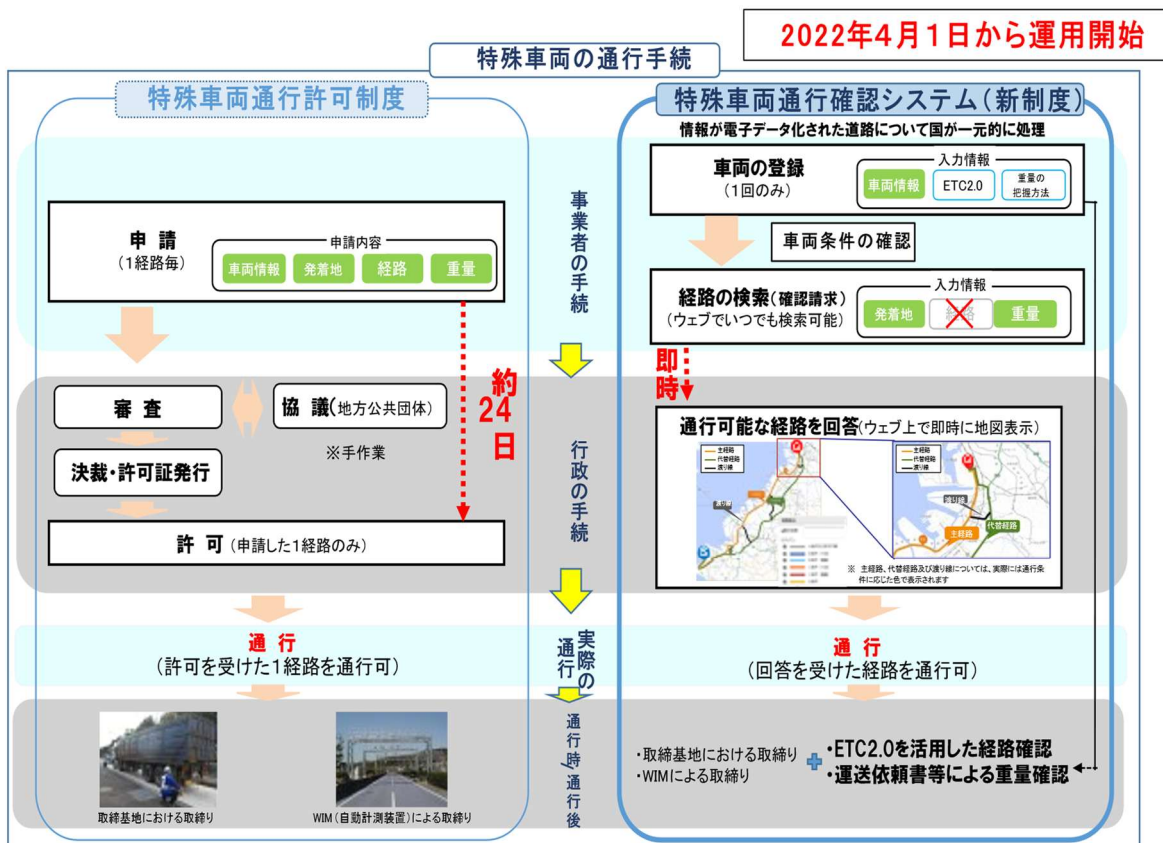 2022年4月1日から運用開始
特殊車両の通行手続
特殊車両通行許可制度
申 請
(1経路毎)
申請内容
車両情報
発着地
経路
重量
審 査
協 議(地方公共団体)
※手作業
決裁・許可証発行
約24日
許 可 (申請した1経路のみ)
通 行
(許可を受けた1経路を通行可)
取締基地における取締り
WIM(自動計測装置)による取締り
事業者の手続
行政の手続
実際の通行
通行時/通行後
特殊車両通行確認システム(新制度)
情報が電子データ化された道路について国が一元的に処理
車両の登録
(1回のみ)
入力情報
車両情報
ETC2.0
重量の
把握方法
車両条件の確認
経路の検索(確認請求)
(ウェブでいつでも検索可能)
入力情報
発着地
経路
重量
即時
通行可能な経路を回答(ウェブ上で即時に地図表示)
主経路
代替経路
渡り線
主経路
代替経路
渡り線
代替経路
主経路
※ 主経路、代替経路及び渡り線については、実際には通行条
件に応じた色で表示されます
通 行
(回答を受けた経路を通行可)
・取締基地における取締り
・WIMによる取締り
・ETC2.0を活用した経路確認
・運送依頼書等による重量確認